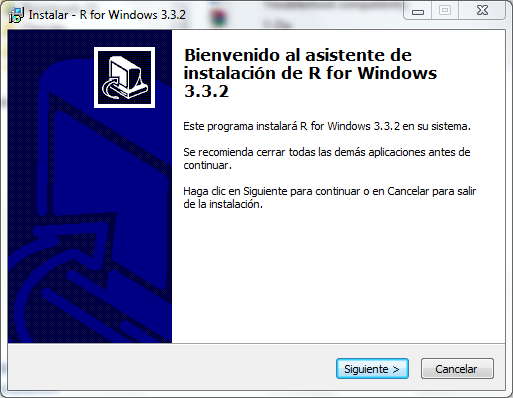 Instalar - R for Windows 3.3.2
Bienvenido al asistente de
instalación de R for Windows
3.3.2
Este programa instalará R for Windows 3.3.2 en su sistema.
Se recomienda cerrar todas las demás aplicaciones antes de
continuar.
Haga clic en Siguiente para continuar o en Cancelar para salir
de la instalación.
Siguiente >
Cancelar